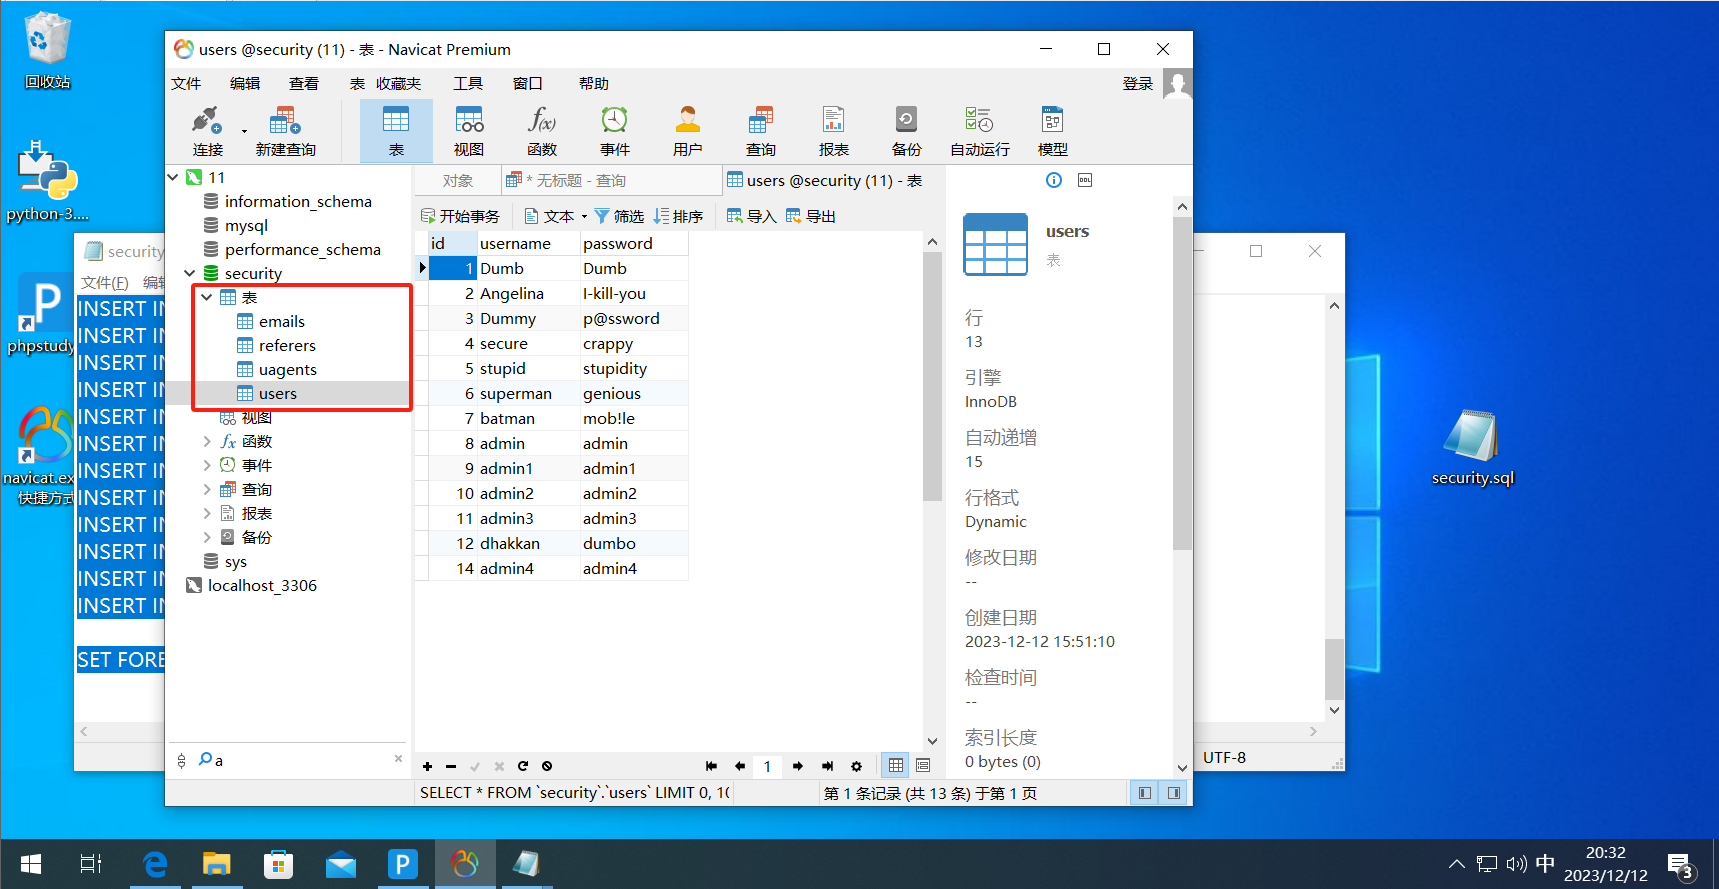 回收站
python-3....
phpstudy
navicat.ex
快捷方式
security
文件(F) 编辑
INSERT IN
INSERT IN
INSERT IN
INSERT IN
INSERT IN
INSERT IN
INSERT IN
INSERT IN
INSERT IN
INSERT IN
INSERT IN
INSERT IN
SET FORE
users @security (11) - 表 - Navicat Premium
文件 编辑 查看 表 收藏夹 工具 窗口 帮助 登录
连接 新建查询 表 视图 函数 事件 用户 查询 报表 备份 自动运行 模型
11
information_schema
mysql
performance_schema
security
表
emails
referers
uagents
users
视图
函数
事件
查询
报表
备份
sys
localhost_3306
a
对象 * 无标题 - 查询 users @security (11) - 表
开始事务 文本 筛选 排序 导入 导出
id username password
1 Dumb Dumb
2 Angelina I-kill-you
3 Dummy p@ssword
4 secure crappy
5 stupid stupidity
6 superman genious
7 batman mob!le
8 admin admin
9 admin1 admin1
10 admin2 admin2
11 admin3 admin3
12 dhakkan dumbo
14 admin4 admin4
1
SELECT * FROM `security`.`users` LIMIT 0, 10
第 1 条记录 (共 13 条) 于第 1 页
DDL
users
表
行
13
引擎
InnoDB
自动递增
15
行格式
Dynamic
修改日期
--
创建日期
2023-12-12 15:51:10
检查时间
--
索引长度
0 bytes (0)
UTF-8
security.sql
中
20:32
2023/12/12
3